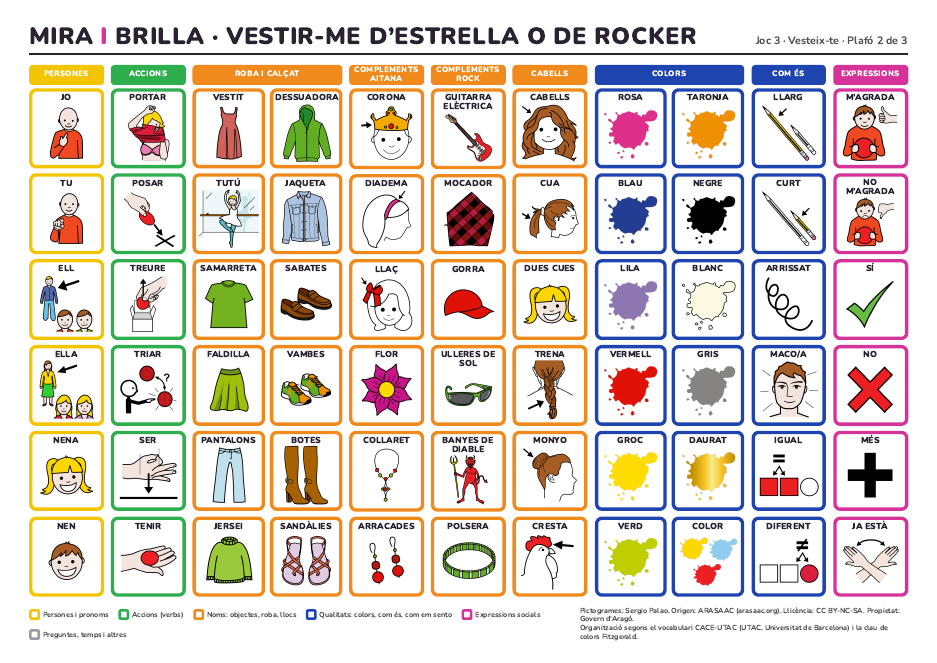 MIRA I BRILLA · VESTIR-ME D'ESTRELLA O DE ROCKER
Joc 3 · Vesteix-te · Plafó 2 de 3
PERSONES
ACCIONS
ROBA I CALÇAT
COMPLEMENTS
AITANA
COMPLEMENTS
ROCK
CABELLS
COLORS
COM ÉS
EXPRESSIONS
JO
PORTAR
VESTIT
DESSUADORA
CORONA
GUITARRA
ELÈCTRICA
CABELLS
ROSA
TARONJA
LLARG
M'AGRADA
TU
POSAR
TUTÚ
JAQUETA
DIADEMA
MOCADOR
CUA
BLAU
NEGRE
CURT
NO
M'AGRADA
ELL
TREURE
SAMARRETA
SABATES
LLAÇ
GORRA
DUES CUES
LILA
BLANC
ARRISSAT
SÍ
ELLA
TRIAR
?
FALDILLA
VAMBES
FLOR
ULLERES DE
SOL
TRENA
VERMELL
GRIS
MACO/A
NO
NENA
SER
PANTALONS
BOTES
COLLARET
BANYES DE
DIABLE
MONYO
GROC
DAURAT
IGUAL
=
MÉS
NEN
TENIR
JERSEI
SANDÀLIES
ARRACADES
POLSERA
CRESTA
VERD
COLOR
DIFERENT
≠
JA ESTÀ
Persones i pronoms
Accions (verbs)
Noms: objectes, roba, llocs
Qualitats: colors, com és, com em sento
Expressions socials
Preguntes, temps i altres
Pictogrames: Sergio Palao. Origen: ARASAAC (arasaac.org). Llicència: CC BY-NC-SA. Propietat:
Govern d'Aragó.
Organització segons el vocabulari CACE-UTAC (UTAC, Universitat de Barcelona) i la clau de
colors Fitzgerald.